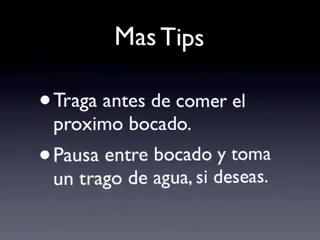 Mas Tips
• Traga antes de comer el
proximo bocado.
• Pausa entre bocado y toma
un trago de agua, si deseas.